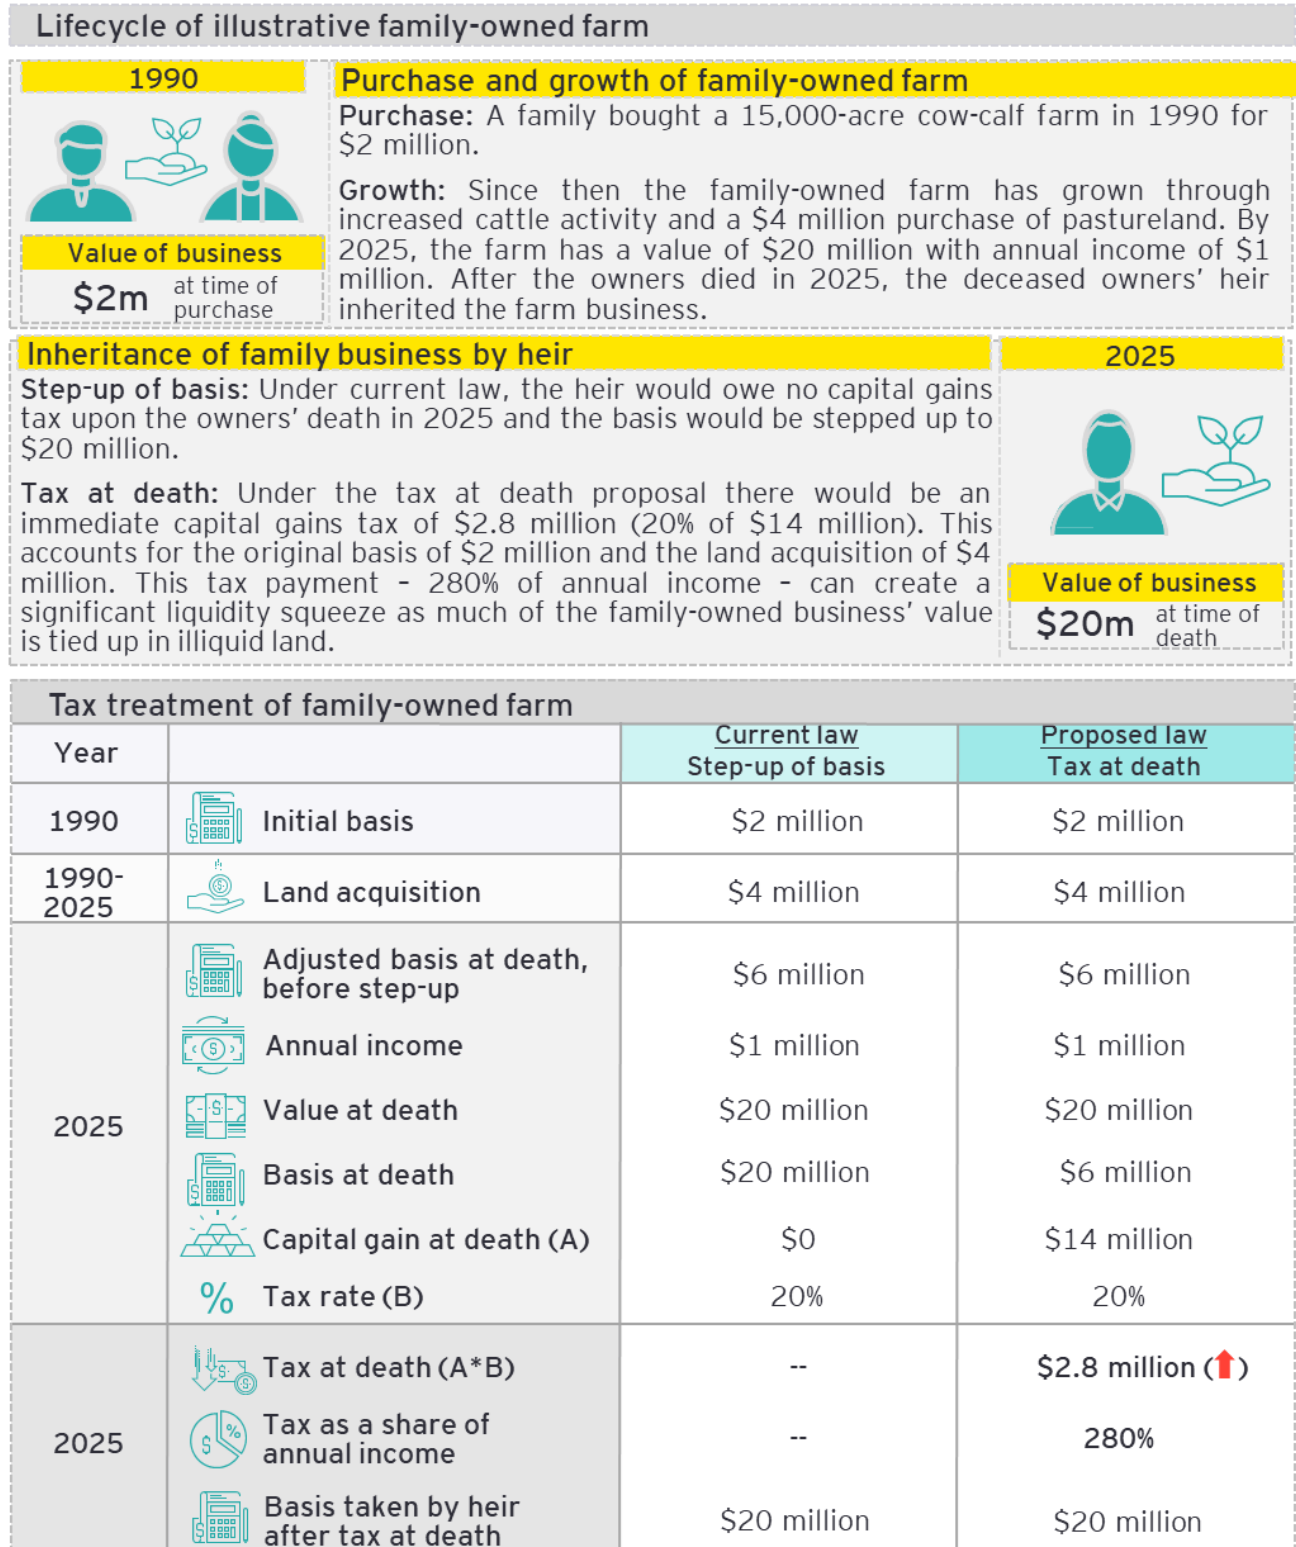 Lifecycle of illustrative family-owned farm
1990
Value of business
$2m at time of
purchase
Purchase and growth of family-owned farm
Purchase: A family bought a 15,000-acre cow-calf farm in 1990 for
$2 million.
Growth: Since then the family-owned farm has grown through
increased cattle activity and a $4 million purchase of pastureland. By
2025, the farm has a value of $20 million with annual income of $1
million. After the owners died in 2025, the deceased owners' heir
inherited the farm business.
Inheritance of family business by heir
Step-up of basis: Under current law, the heir would owe no capital gains
tax upon the owners' death in 2025 and the basis would be stepped up to
$20 million.
Tax at death: Under the tax at death proposal there would be an
immediate capital gains tax of $2.8 million (20% of $14 million). This
accounts for the original basis of $2 million and the land acquisition of $4
million. This tax payment – 280% of annual income – can create a
significant liquidity squeeze as much of the family-owned business' value
is tied up in illiquid land.
2025
Value of business
$20m at time of
death
Tax treatment of family-owned farm
Year
Current law
Step-up of basis
Proposed law
Tax at death
1990 Initial basis $2 million $2 million
1990-
2025
Land acquisition $4 million $4 million
2025
Adjusted basis at death,
before step-up
$6 million $6 million
Annual income $1 million $1 million
Value at death $20 million $20 million
Basis at death $20 million $6 million
Capital gain at death (A) $0 $14 million
% Tax rate (B) 20% 20%
2025
Tax at death (A*B) -- $2.8 million (⬆)
Tax as a share of
annual income
-- 280%
Basis taken by heir
after tax at death
$20 million $20 million